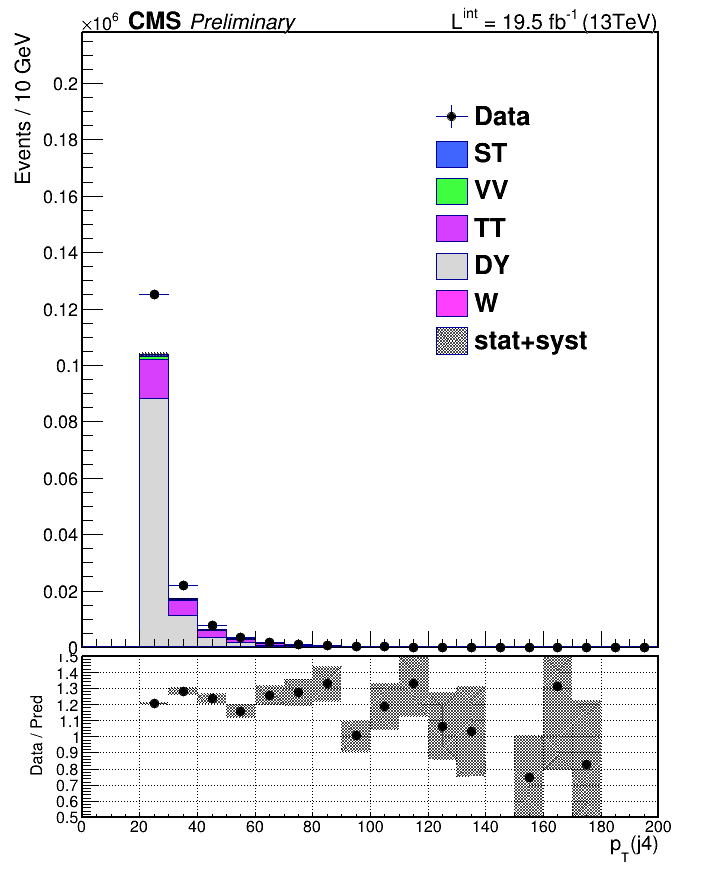 ×10^6 CMS Preliminary L^int = 19.5 fb^-1 (13TeV)
Events / 10 GeV
0.2
0.18
0.16
0.14
0.12
0.1
0.08
0.06
0.04
0.02
0
Data
ST
VV
TT
DY
W
stat+syst
Data / Pred
1.5
1.4
1.3
1.2
1.1
1
0.9
0.8
0.7
0.6
0.5
0 20 40 60 80 100 120 140 160 180 200
p_T(j4)